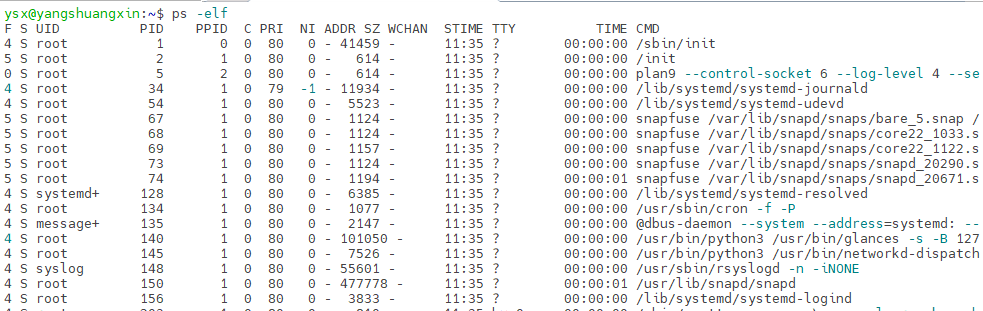 ysx@yangshuangxin:~$ ps -elf
F S UID PID PPID C PRI NI ADDR SZ WCHAN STIME TTY TIME CMD
4 S root 1 0 0 80 0 - 41459 - 11:35 ? 00:00:00 /sbin/init
5 S root 2 1 0 80 0 - 614 - 11:35 ? 00:00:00 /init
0 S root 5 2 0 80 0 - 614 - 11:35 ? 00:00:00 plan9 --control-socket 6 --log-level 4 --se
4 S root 34 1 0 79 -1 - 11934 - 11:35 ? 00:00:00 /lib/systemd/systemd-journald
4 S root 54 1 0 80 0 - 5523 - 11:35 ? 00:00:00 /lib/systemd/systemd-udevd
5 S root 67 1 0 80 0 - 1124 - 11:35 ? 00:00:00 snapfuse /var/lib/snapd/snaps/bare_5.snap /
5 S root 68 1 0 80 0 - 1124 - 11:35 ? 00:00:00 snapfuse /var/lib/snapd/snaps/core22_1033.s
5 S root 69 1 0 80 0 - 1157 - 11:35 ? 00:00:00 snapfuse /var/lib/snapd/snaps/core22_1122.s
5 S root 73 1 0 80 0 - 1124 - 11:35 ? 00:00:00 snapfuse /var/lib/snapd/snaps/snapd_20290.s
5 S root 74 1 0 80 0 - 1194 - 11:35 ? 00:00:01 snapfuse /var/lib/snapd/snaps/snapd_20671.s
4 S systemd+ 128 1 0 80 0 - 6385 - 11:35 ? 00:00:00 /lib/systemd/systemd-resolved
4 S root 134 1 0 80 0 - 1077 - 11:35 ? 00:00:00 /usr/sbin/cron -f -P
4 S message+ 135 1 0 80 0 - 2147 - 11:35 ? 00:00:00 @dbus-daemon --system --address=systemd: --
4 S root 140 1 0 80 0 - 101050 - 11:35 ? 00:00:00 /usr/bin/python3 /usr/bin/glances -s -B 127
4 S root 145 1 0 80 0 - 7526 - 11:35 ? 00:00:00 /usr/bin/python3 /usr/bin/networkd-dispatch
4 S syslog 148 1 0 80 0 - 55601 - 11:35 ? 00:00:00 /usr/sbin/rsyslogd -n -iNONE
4 S root 150 1 0 80 0 - 477778 - 11:35 ? 00:00:01 /usr/lib/snapd/snapd
4 S root 156 1 0 80 0 - 3833 - 11:35 ? 00:00:00 /lib/systemd/systemd-logind